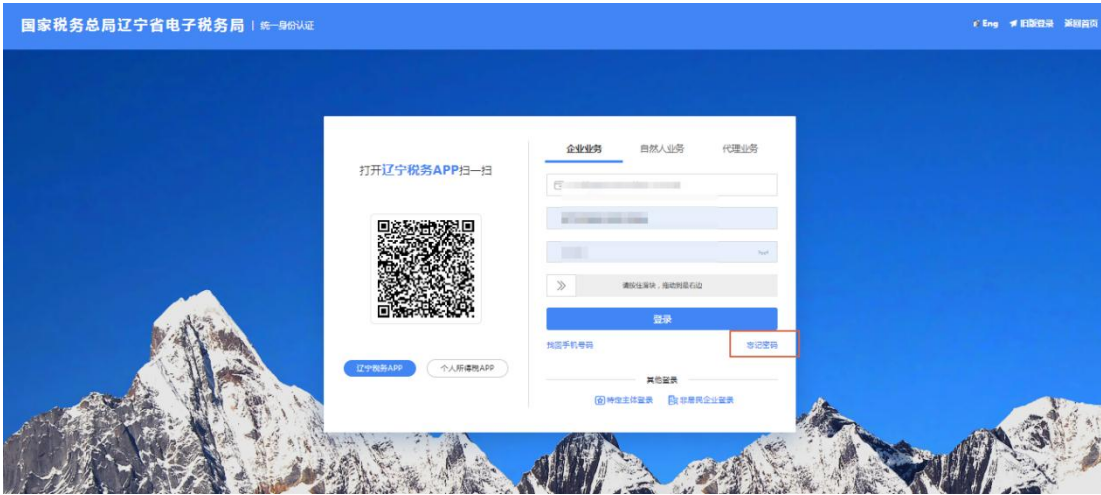 国家税务总局辽宁省电子税务局 | 统一身份认证
Eng 旧版登录 返回首页
打开辽宁税务APP扫一扫
辽宁税务APP 个人所得税APP
企业业务 自然人业务 代理业务
请按住滑块，拖动到最右边
登录
找回手机号码 忘记密码
其他登录
特定主体登录 非居民企业登录